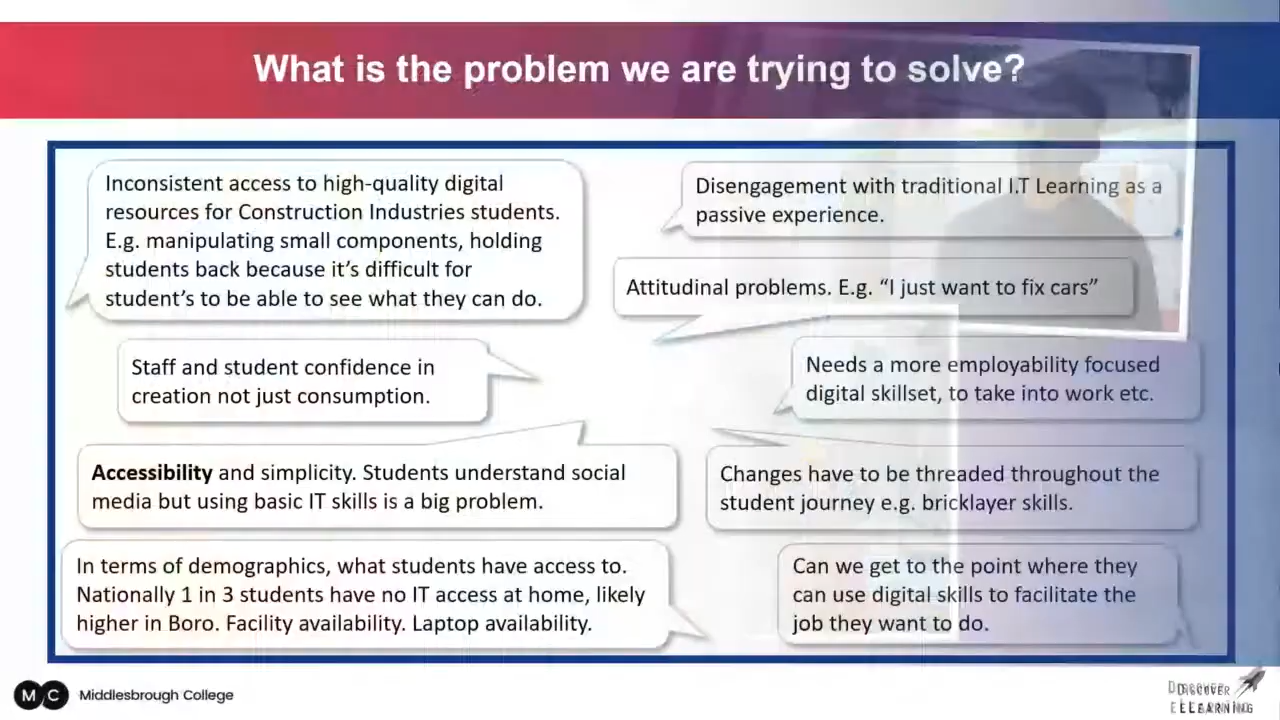 What is the problem we are trying to solve?
Inconsistent access to high-quality digital
resources for Construction Industries students.
E.g. manipulating small components, holding
students back because it’s difficult for
student’s to be able to see what they can do.
Disengagement with traditional I.T Learning as a
passive experience.
Attitudinal problems. E.g. “I just want to fix cars”
Staff and student confidence in
creation not just consumption.
Needs a more employability focused
digital skillset, to take into work etc.
Accessibility and simplicity. Students understand social
media but using basic IT skills is a big problem.
Changes have to be threaded throughout the
student journey e.g. bricklayer skills.
In terms of demographics, what students have access to.
Nationally 1 in 3 students have no IT access at home, likely
higher in Boro. Facility availability. Laptop availability.
Can we get to the point where they
can use digital skills to facilitate the
job they want to do.
M C Middlesbrough College
DISCOVER
ELEARNING